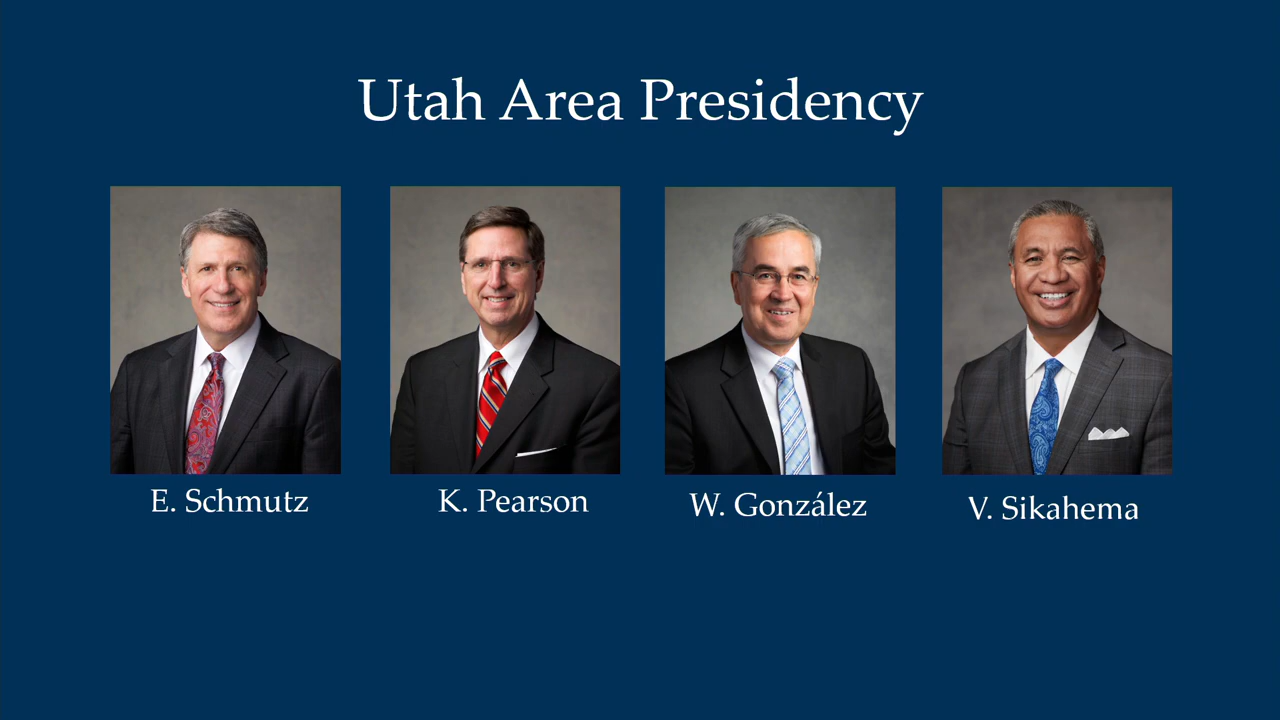 Utah Area Presidency
E. Schmutz
K. Pearson
W. González
V. Sikahema